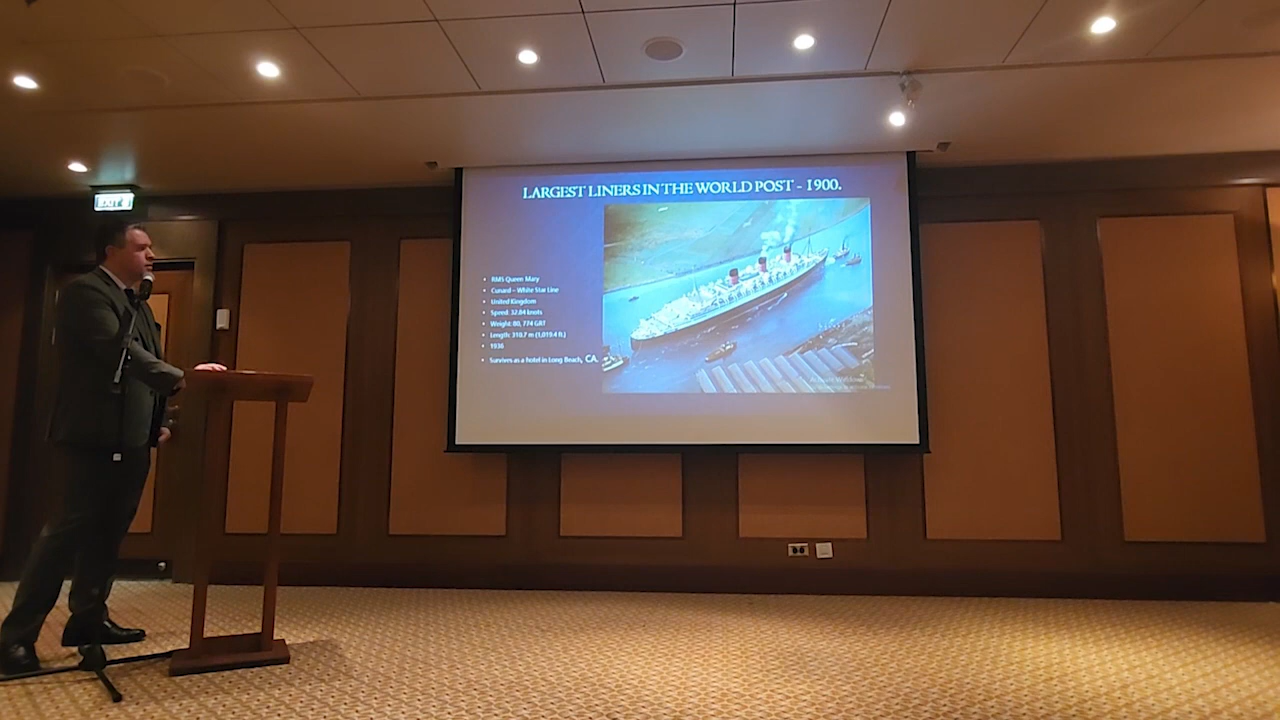 EXIT
LARGEST LINERS IN THE WORLD POST - 1900.
• RMS Queen Mary
• Cunard – White Star Line
• United Kingdom
• Speed: 32.84 knots
• Weight: 80, 774 GRT
• Length: 310.7 m (1,019.4 ft.)
• 1936
• Survives as a hotel in Long Beach, CA.
Activate Windows